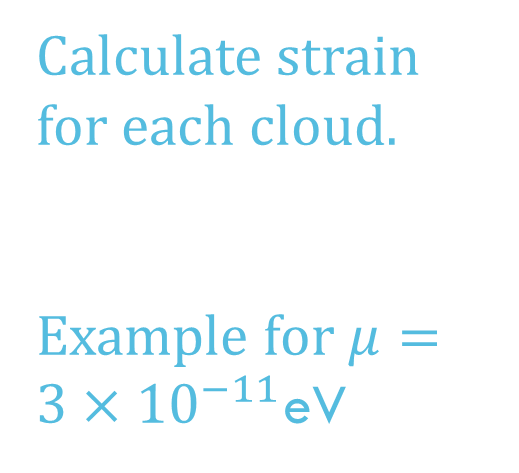 Calculate strain
for each cloud.
Example for μ =
3 × 10⁻¹¹eV